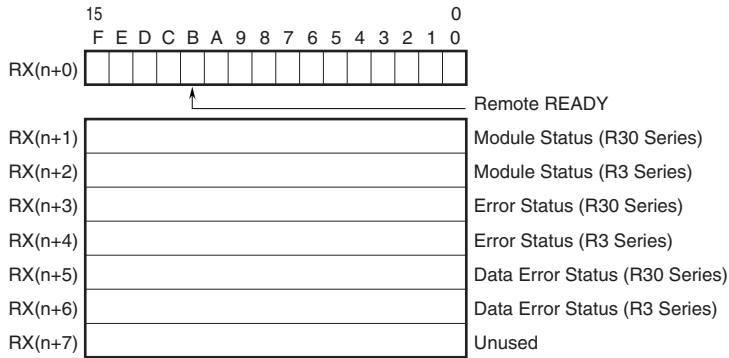 15 0
F E D C B A 9 8 7 6 5 4 3 2 1 0
RX(n+0)
Remote READY
RX(n+1) Module Status (R30 Series)
RX(n+2) Module Status (R3 Series)
RX(n+3) Error Status (R30 Series)
RX(n+4) Error Status (R3 Series)
RX(n+5) Data Error Status (R30 Series)
RX(n+6) Data Error Status (R3 Series)
RX(n+7) Unused